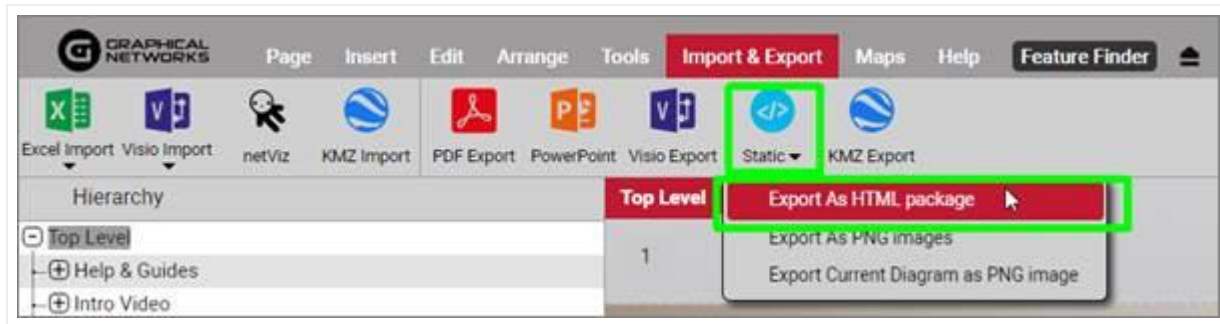 GRAPHICAL
NETWORKS
Page Insert Edit Arrange Tools Import & Export Maps Help Feature Finder
Excel Import Visio Import netViz KMZ Import PDF Export PowerPoint Visio Export Static KMZ Export
Hierarchy
Top Level
Export As HTML package
Top Level
Export As PNG images
Help & Guides
1
Export Current Diagram as PNG image
Intro Video